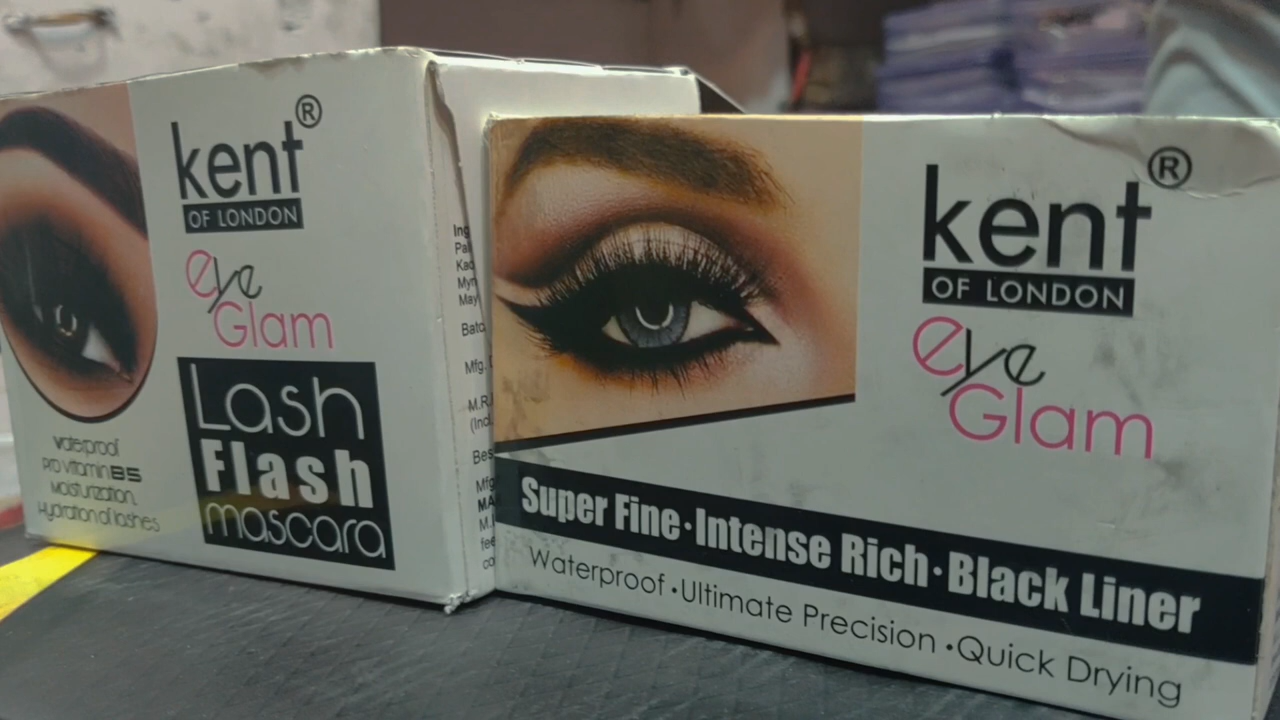 kent®
OF LONDON
eye
Glam
Lash
Flash
mascara
waterproof
PRO VITAMIN B5
Moisturization,
Hydration of lashes
kent®
OF LONDON
eye
Glam
Super Fine·Intense Rich·Black Liner
Waterproof •Ultimate Precision •Quick Drying